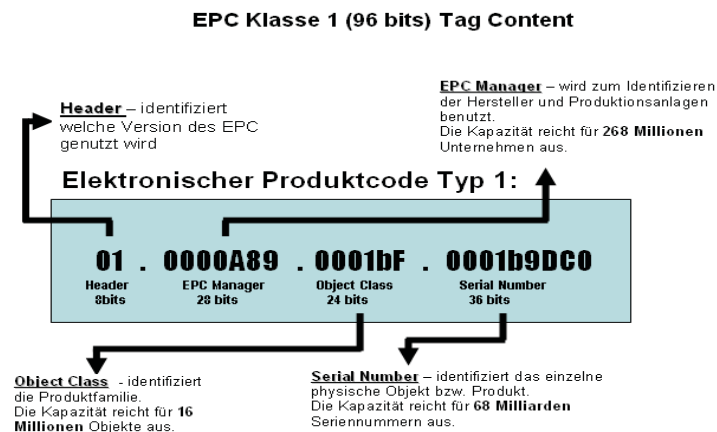 EPC Klasse 1 (96 bits) Tag Content
Header – identifiziert
welche Version des EPC
genutzt wird
EPC Manager – wird zum Identifizieren
der Hersteller und Produktionsanlagen
benutzt.
Die Kapazität reicht für 268 Millionen
Unternehmen aus.
Elektronischer Produktcode Typ 1:
01 . 0000A89 . 0001bF . 0001b9DC0
Header EPC Manager Object Class Serial Number
8bits 28 bits 24 bits 36 bits
Object Class - identifiziert
die Produktfamilie.
Die Kapazität reicht für 16
Millionen Objekte aus.
Serial Number – identifiziert das einzelne
physische Objekt bzw. Produkt.
Die Kapazität reicht für 68 Milliarden
Seriennummern aus.